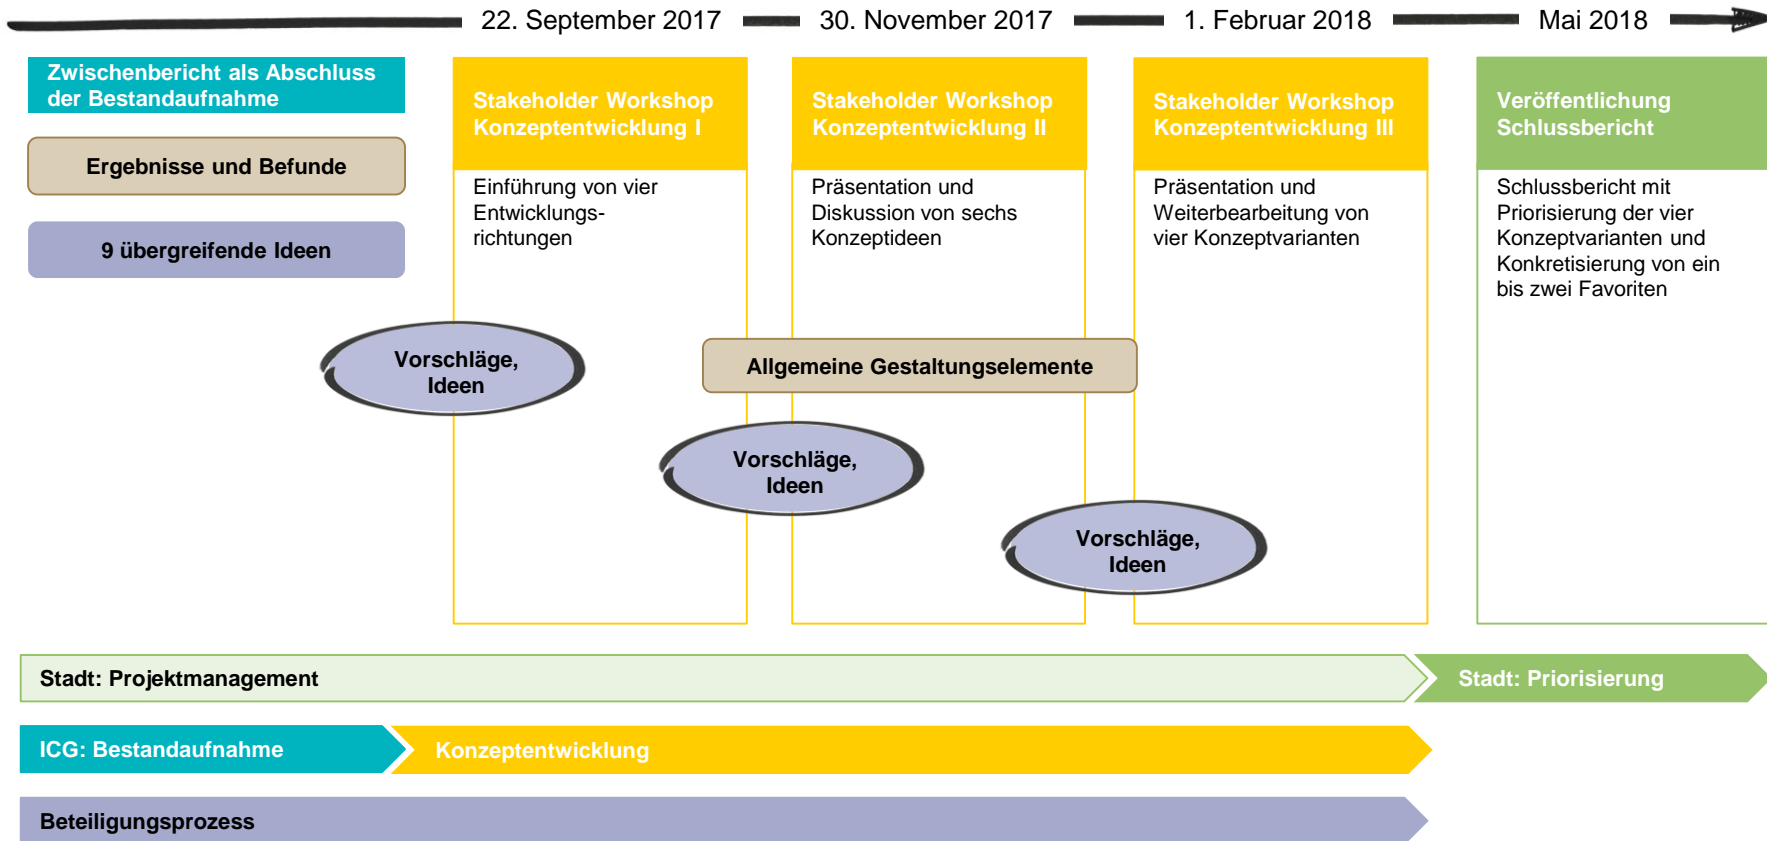 22. September 2017
30. November 2017
1. Februar 2018
Mai 2018
Zwischenbericht als Abschluss
der Bestandaufnahme
Ergebnisse und Befunde
9 übergreifende Ideen
Stakeholder Workshop
Konzeptentwicklung I
Einführung von vier
Entwicklungs-
richtungen
Stakeholder Workshop
Konzeptentwicklung II
Präsentation und
Diskussion von sechs
Konzeptideen
Stakeholder Workshop
Konzeptentwicklung III
Präsentation und
Weiterbearbeitung von
vier Konzeptvarianten
Veröffentlichung
Schlussbericht
Schlussbericht mit
Priorisierung der vier
Konzeptvarianten und
Konkretisierung von ein
bis zwei Favoriten
Vorschläge,
Ideen
Allgemeine Gestaltungselemente
Vorschläge,
Ideen
Vorschläge,
Ideen
Stadt: Projektmanagement
Stadt: Priorisierung
ICG: Bestandaufnahme
Konzeptentwicklung
Beteiligungsprozess